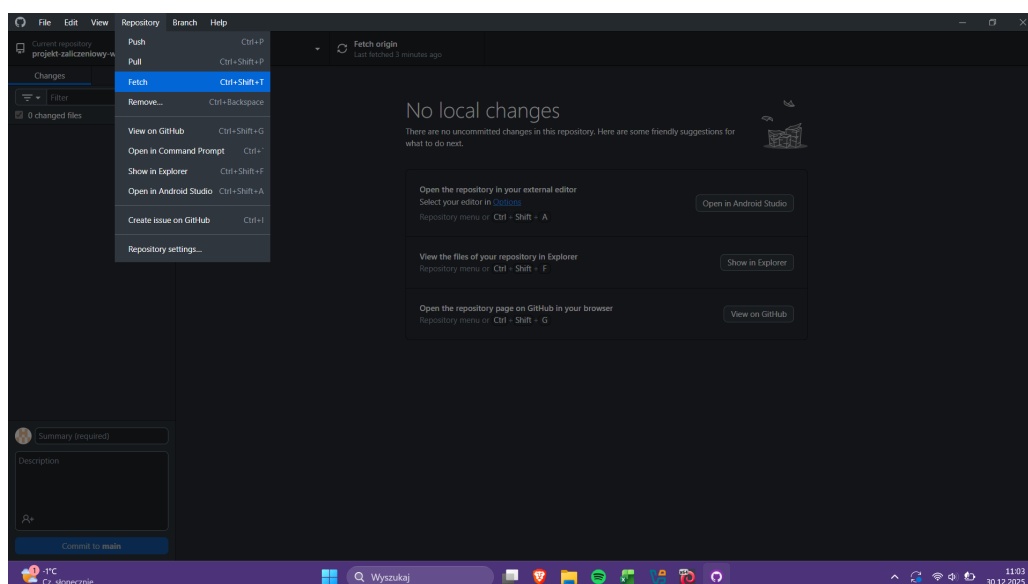 File Edit View Repository Branch Help
Current repository
projekt-zaliczeniowy-w
Fetch origin
Last fetched 3 minutes ago
Changes
Filter
0 changed files
Push Ctrl+P
Pull Ctrl+Shift+P
Fetch Ctrl+Shift+T
Remove... Ctrl+Backspace
View on GitHub Ctrl+Shift+G
Open in Command Prompt Ctrl+`
Show in Explorer Ctrl+Shift+F
Open in Android Studio Ctrl+Shift+A
Create issue on GitHub Ctrl+I
Repository settings...
No local changes
There are no uncommitted changes in this repository. Here are some friendly suggestions for
what to do next.
Open the repository in your external editor
Select your editor in Options
Repository menu or Ctrl + Shift + A
Open in Android Studio
View the files of your repository in Explorer
Repository menu or Ctrl + Shift + F
Show in Explorer
Open the repository page on GitHub in your browser
Repository menu or Ctrl + Shift + G
View on GitHub
Summary (required)
Description
Commit to main
1
-1°C
Cz. słonecznie
Wyszukaj
11:03
30.12.2025